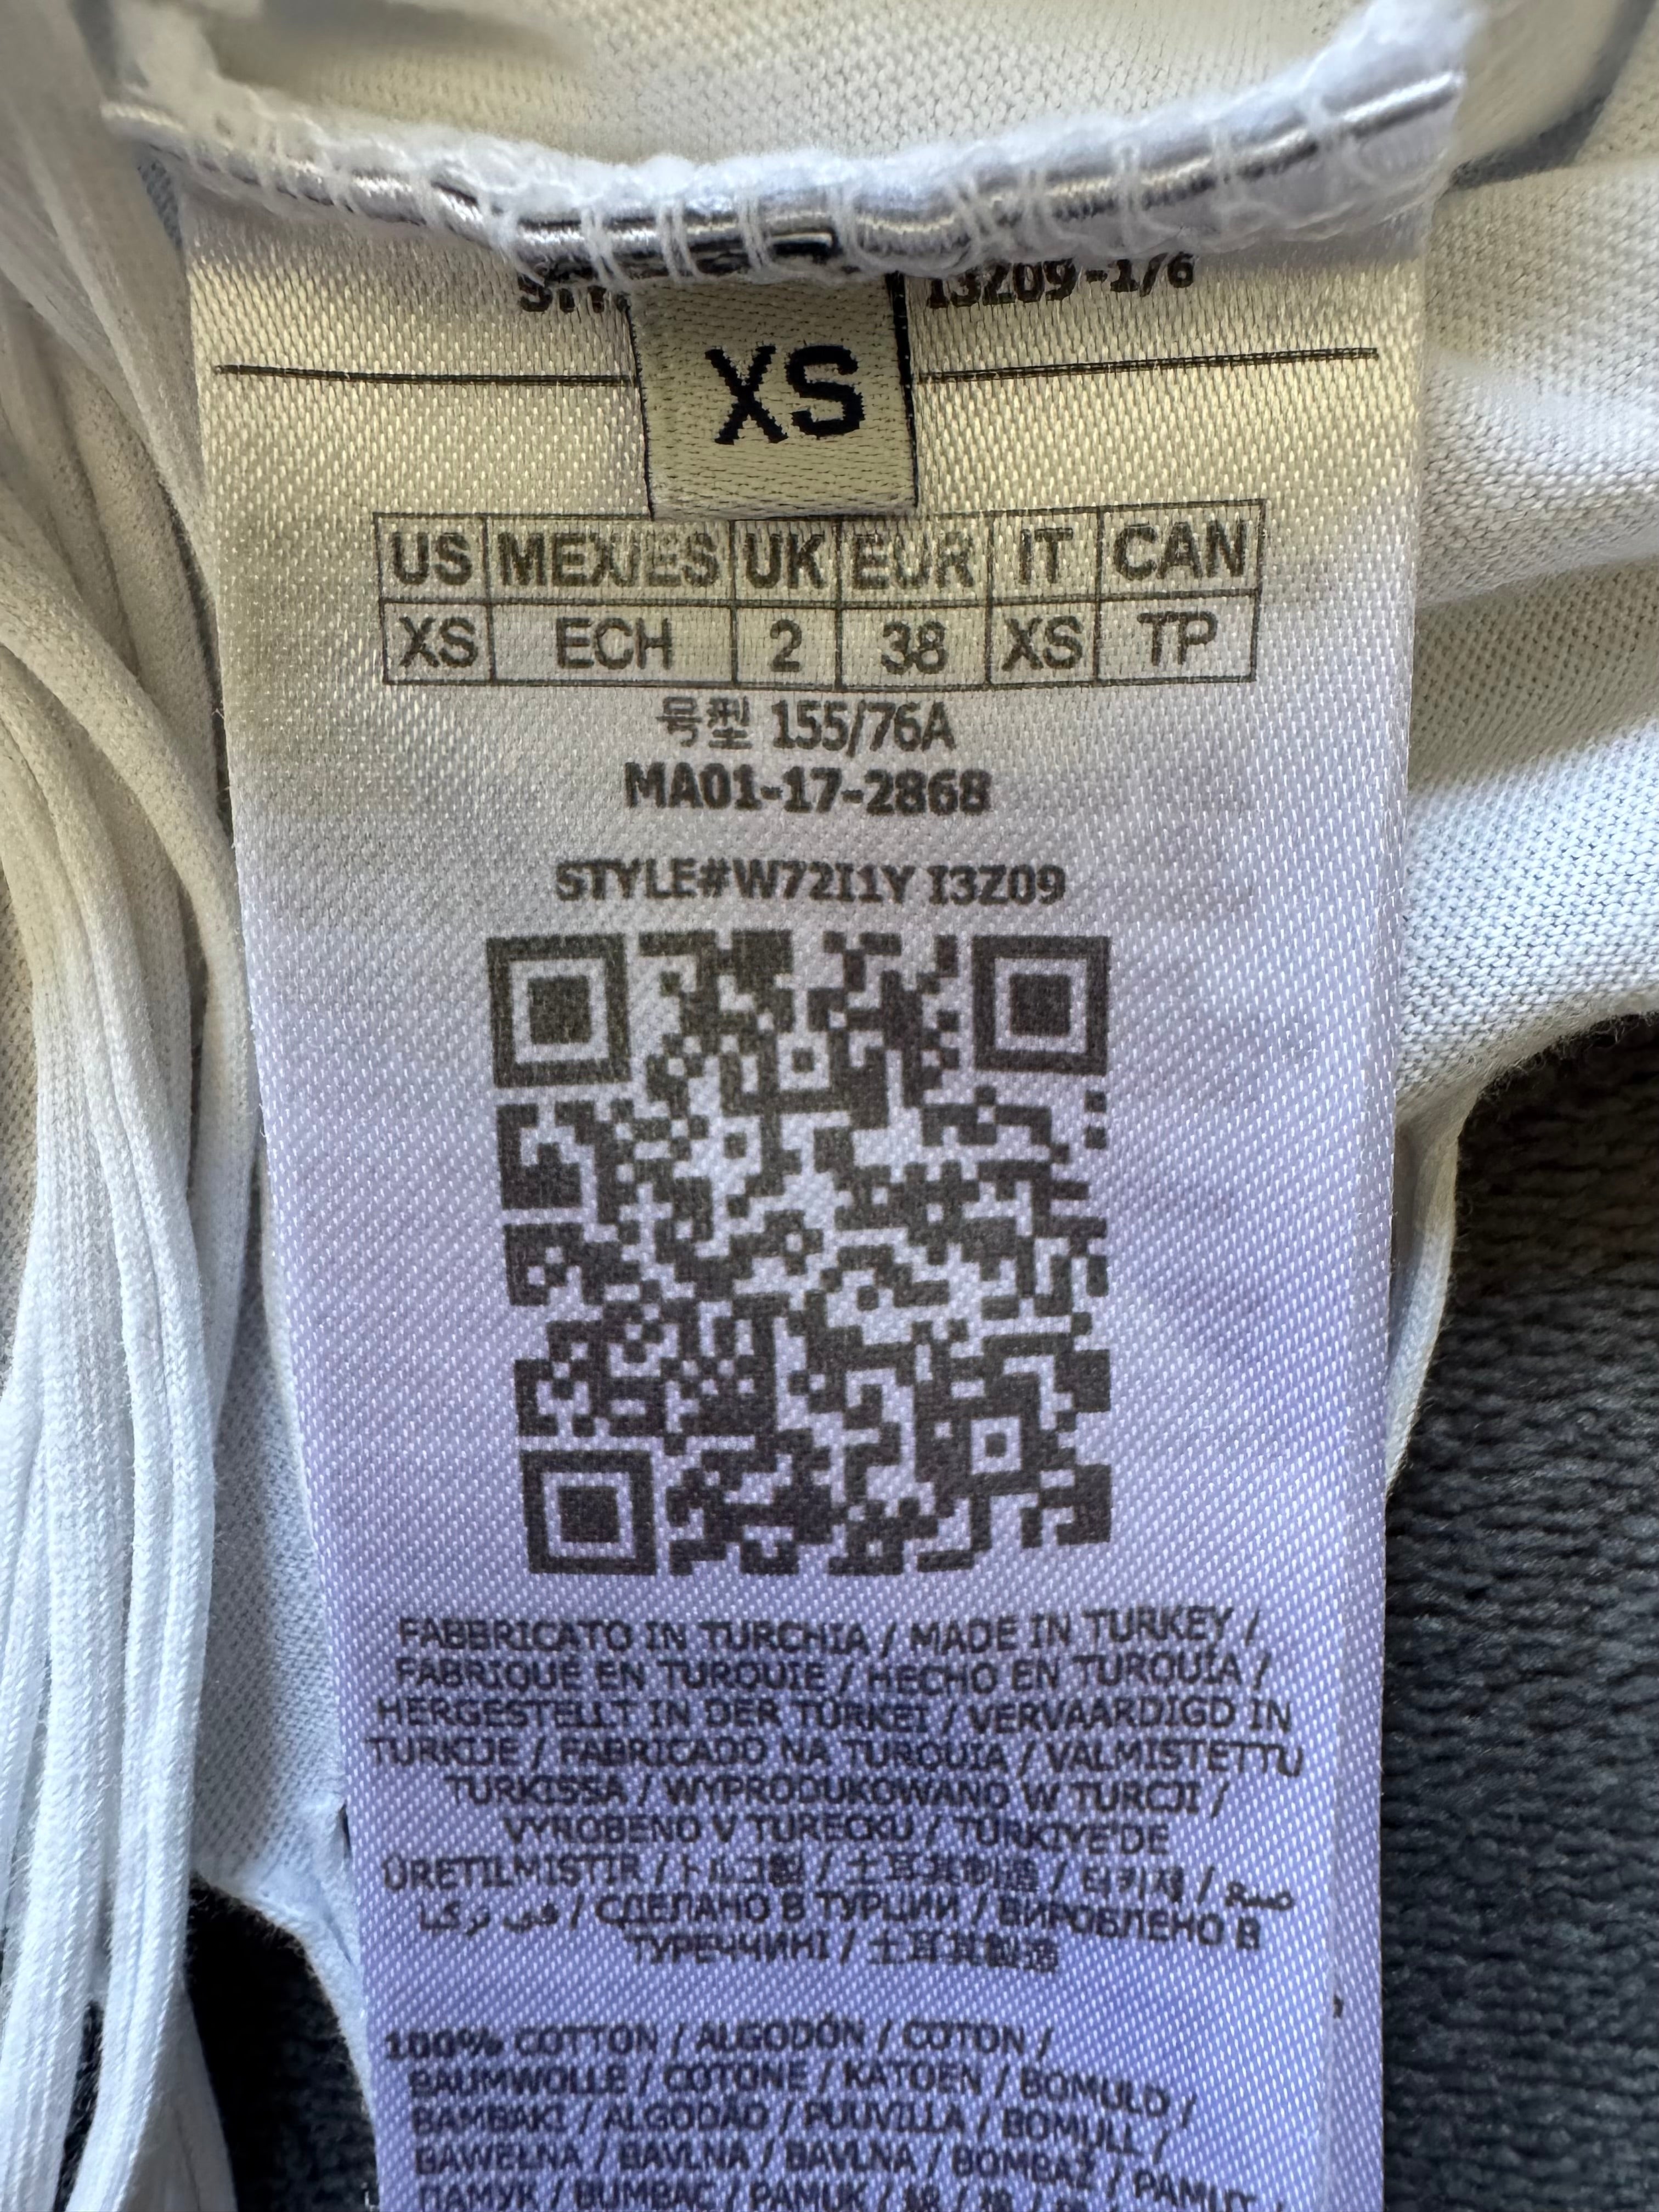 I3Z09-1/6
XS
US MEX/ES UK EUR IT CAN
XS ECH 2 38 XS TP
号型 155/76A
MA01-17-2868
STYLE#W72I1Y I3Z09
FABBRICATO IN TURCHIA / MADE IN TURKEY /
FABRIQUÉ EN TURQUIE / HECHO EN TURQUÍA /
HERGESTELLT IN DER TÜRKEI / VERVAARDIGD IN
TURKIJE / FABRICADO NA TURQUIA / VALMISTETTU
TURKISSA / WYPRODUKOWANO W TURCJI /
VYROBENO V TURECKU / TÜRKİYE'DE
ÜRETİLMİŞTİR / トルコ製 / 土耳其制造 / 터키제 / صنع
في تركيا / СДЕЛАНО В ТУРЦИИ / ВИРОБЛЕНО В
ТУРЕЧЧИНІ / 土耳其製造
100% COTTON / ALGODÓN / COTON /
BAUMWOLLE / COTONE / KATOEN / BOMULD /
BAMBAKI / ALGODÃO / PUUVILLA / BOMULL /
BAWEŁNA / BAVLNA / BAVLNA / BOMBAŽ / PAMUT /
ПАМУК / BUMBAC / PAMUK / 綿 /